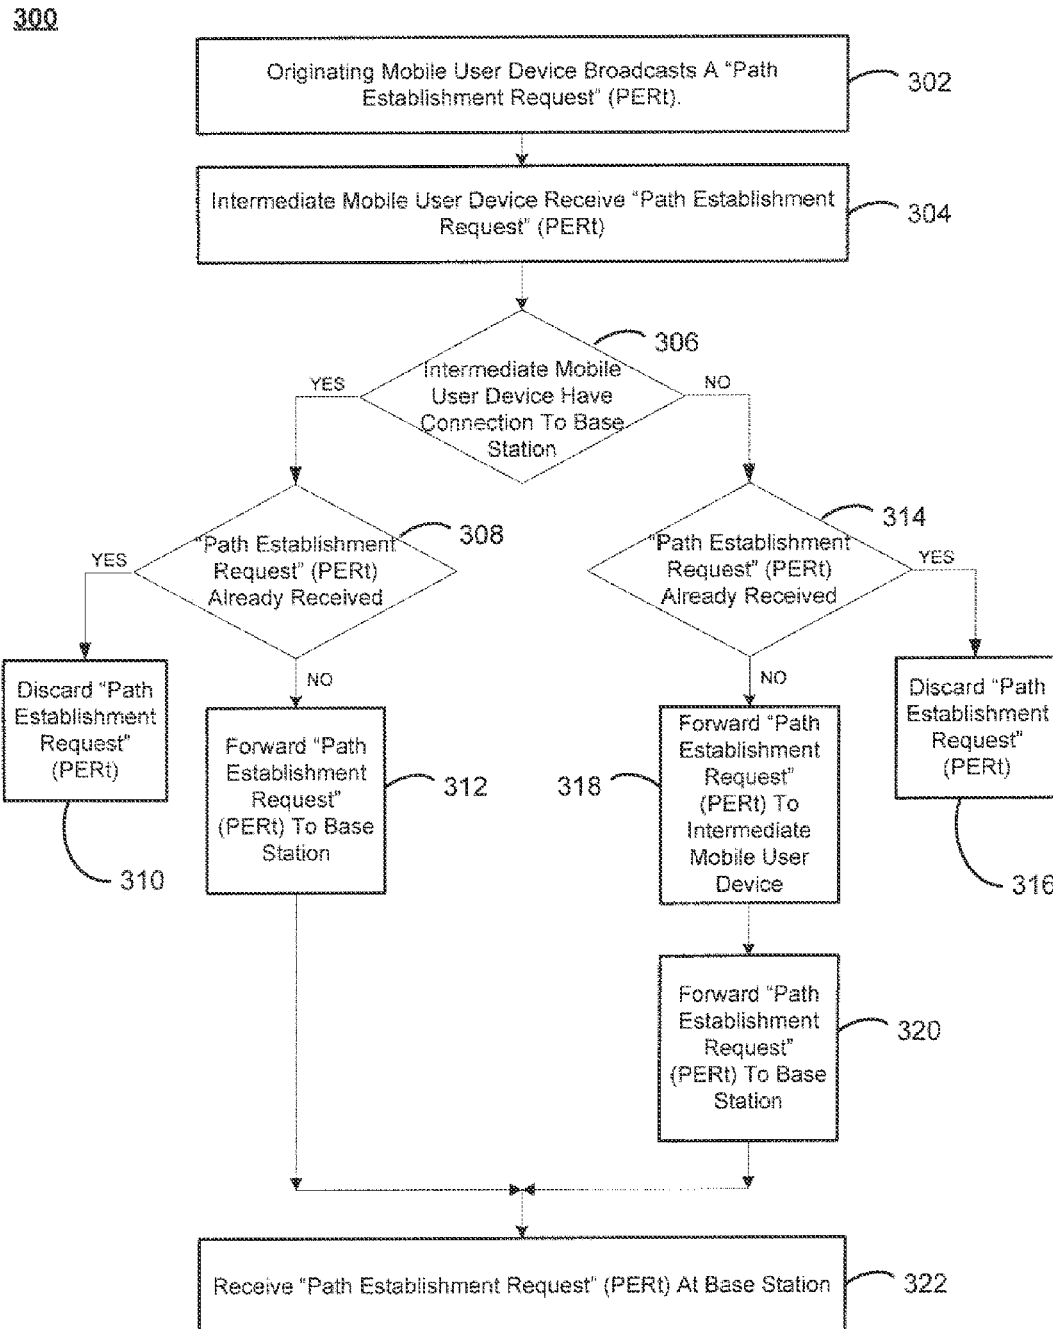 300
Originating Mobile User Device Broadcasts A “Path
Establishment Request” (PERt).
302
Intermediate Mobile User Device Receive “Path Establishment
Request” (PERt)
304
306
Intermediate Mobile
User Device Have
Connection To Base
Station
YES
NO
308
“Path Establishment
Request” (PERt)
Already Received
YES
NO
314
“Path Establishment
Request” (PERt)
Already Received
YES
NO
Discard “Path
Establishment
Request”
(PERt)
310
Forward “Path
Establishment
Request”
(PERt) To Base
Station
312
318
Forward “Path
Establishment
Request”
(PERt) To
Intermediate
Mobile User
Device
Discard “Path
Establishment
Request”
(PERt)
316
Forward “Path
Establishment
Request”
(PERt) To Base
Station
320
Receive “Path Establishment Request” (PERt) At Base Station
322